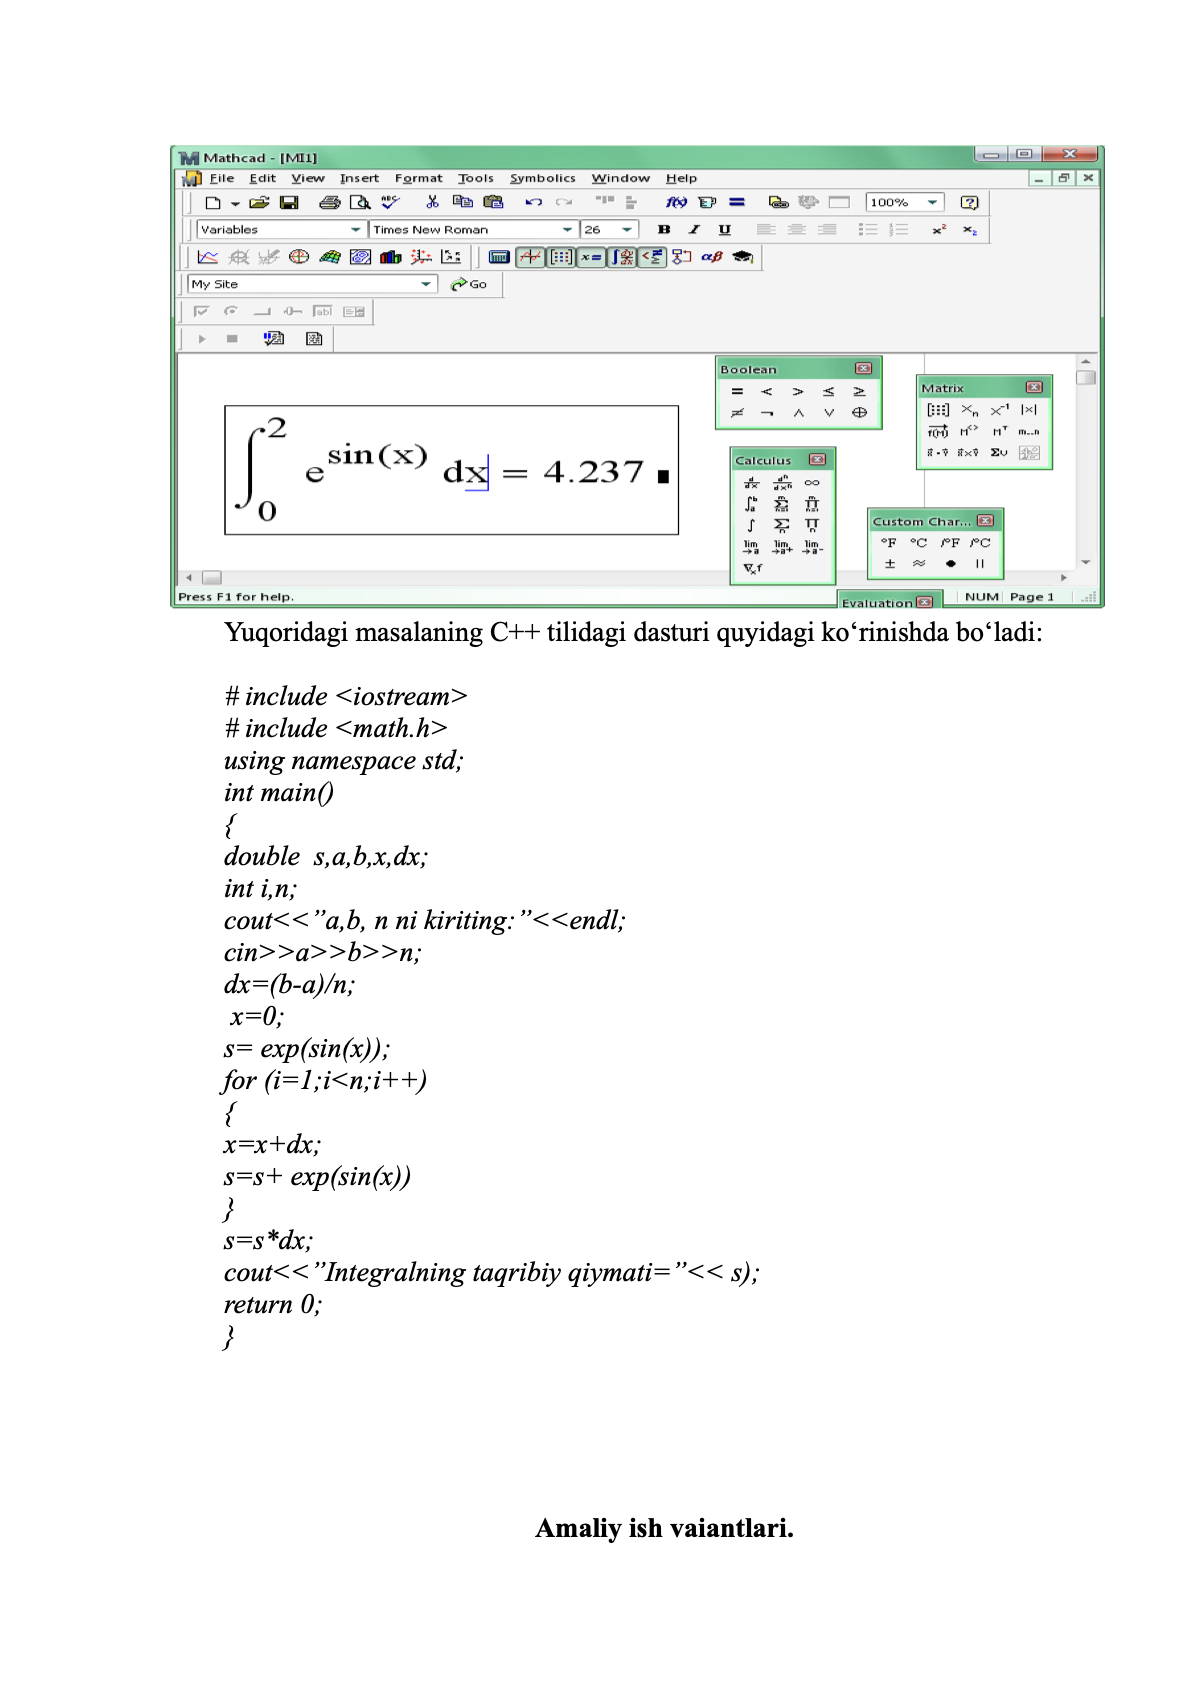 Mathcad - [MI1]
File Edit View Insert Format Tools Symbolics Window Help
100%
Variables Times New Roman 26 B I U x² x₂
αβ
My Site Go
Boolean
= < > ≤ ≥
≠ ¬ ∧ ∨ ⊕
Matrix
Calculus
Custom Char...
°F °C
± ≈ ●
∫₀² e^sin(x) dx = 4.237
Press F1 for help.
Evaluation
NUM Page 1
Yuqoridagi masalaning C++ tilidagi dasturi quyidagi ko‘rinishda bo‘ladi:
# include <iostream>
# include <math.h>
using namespace std;
int main()
{
double s,a,b,x,dx;
int i,n;
cout<<”a,b, n ni kiriting:”<<endl;
cin>>a>>b>>n;
dx=(b-a)/n;
x=0;
s= exp(sin(x));
for (i=1;i<n;i++)
{
x=x+dx;
s=s+ exp(sin(x))
}
s=s*dx;
cout<<”Integralning taqribiy qiymati=”<< s);
return 0;
}
Amaliy ish vaiantlari.